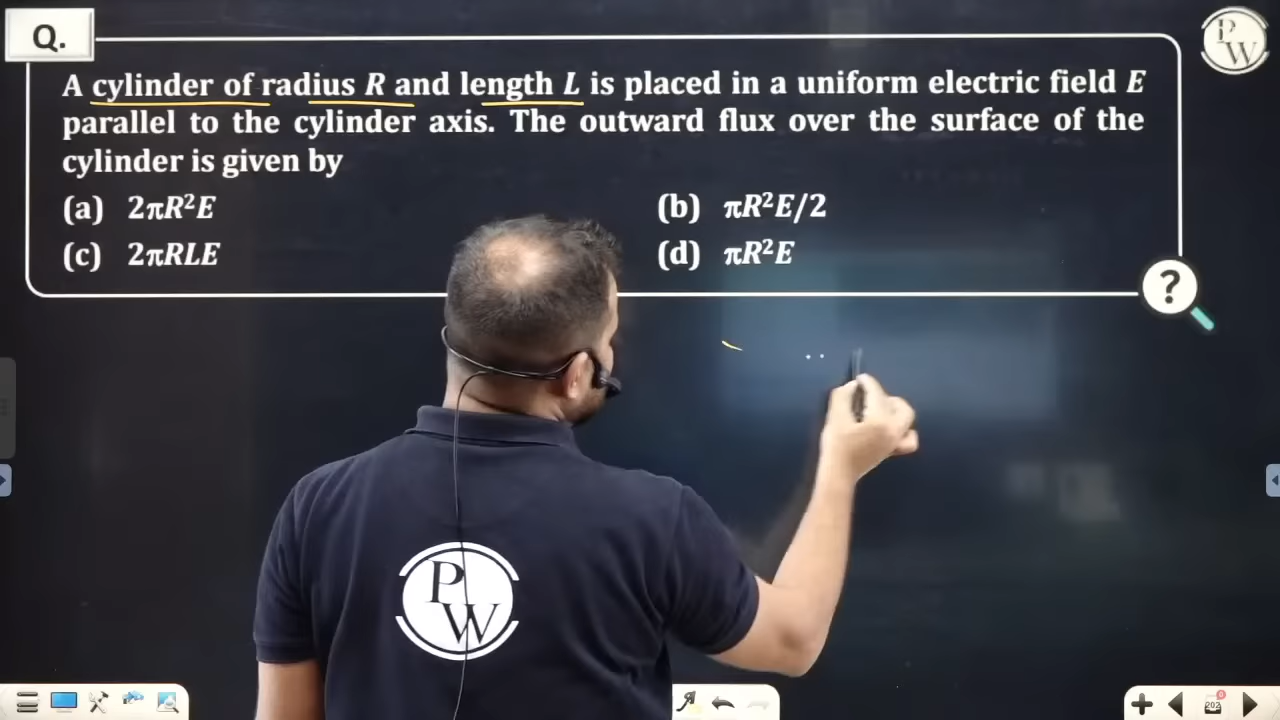 Q.
P W
A cylinder of radius R and length L is placed in a uniform electric field E
parallel to the cylinder axis. The outward flux over the surface of the
cylinder is given by
(a) 2πR²E
(b) πR²E/2
(c) 2πRLE
(d) πR²E
?
P W
202